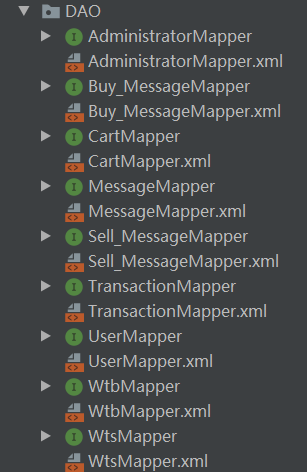 DAO
AdministratorMapper
AdministratorMapper.xml
Buy_MessageMapper
Buy_MessageMapper.xml
CartMapper
CartMapper.xml
MessageMapper
MessageMapper.xml
Sell_MessageMapper
Sell_MessageMapper.xml
TransactionMapper
TransactionMapper.xml
UserMapper
UserMapper.xml
WtbMapper
WtbMapper.xml
WtsMapper
WtsMapper.xml